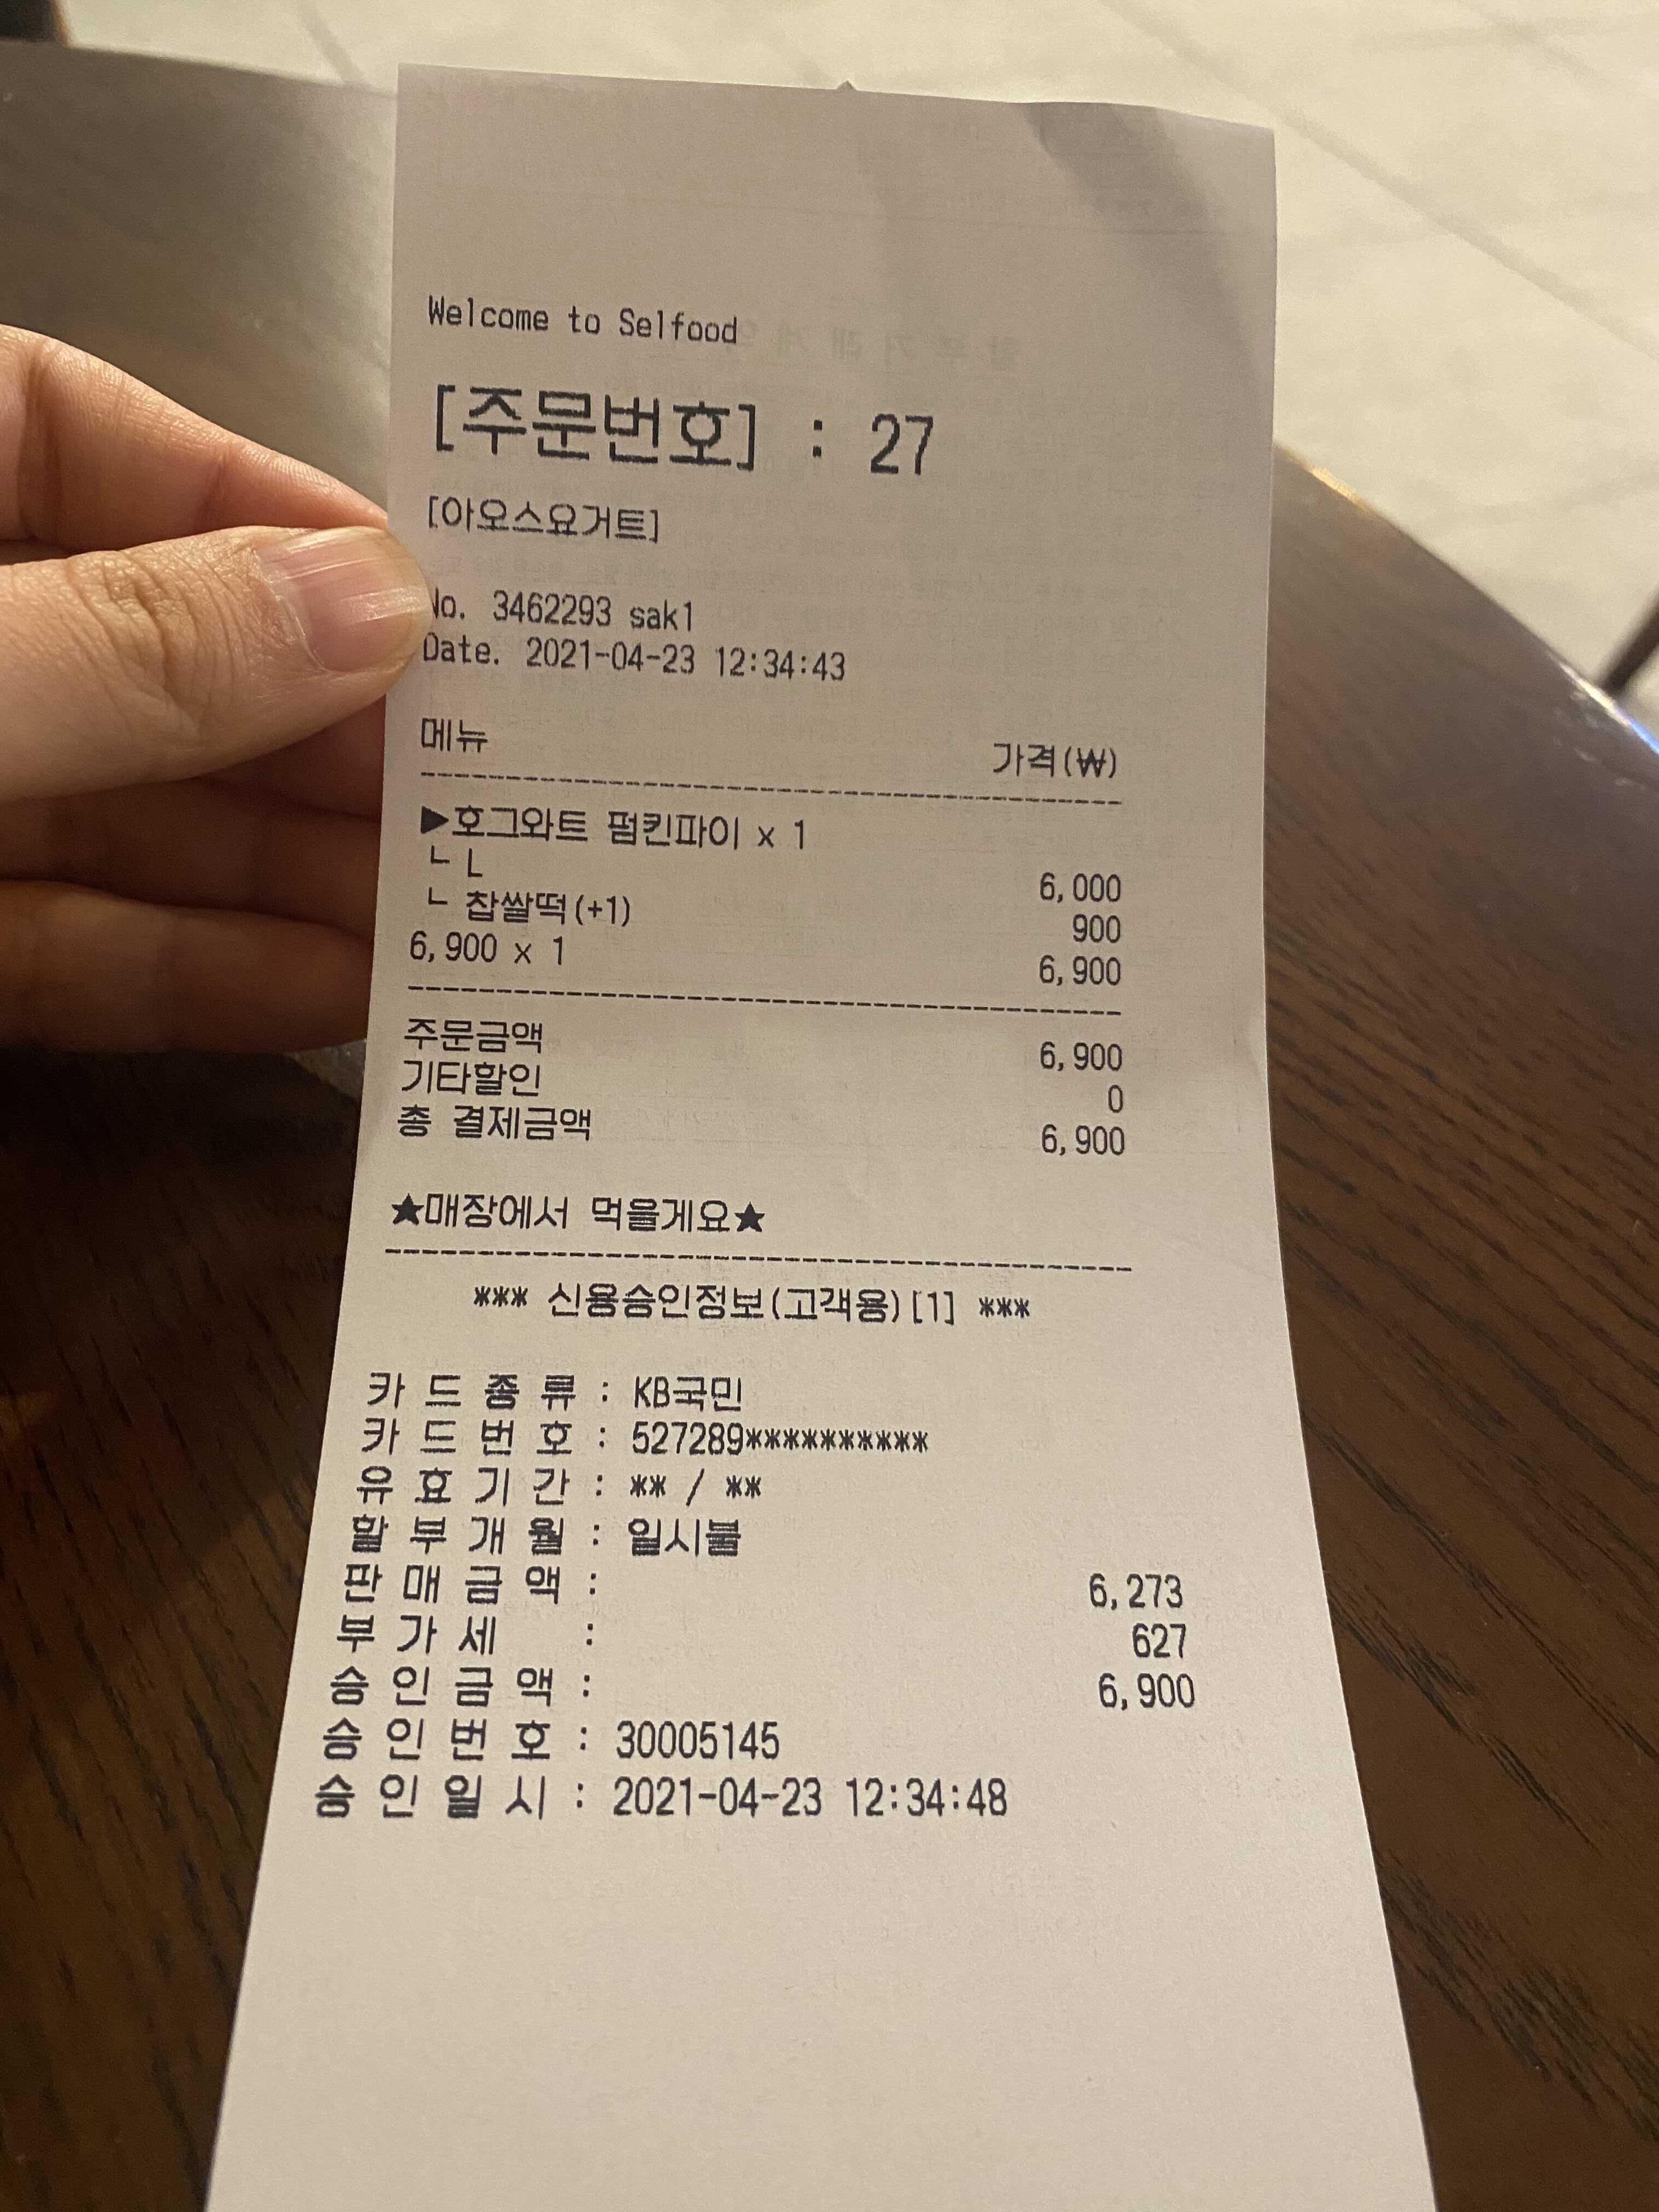 Welcome to Selfood
[주문번호] : 27
[아오스요거트]
No. 3462293 sak1
Date. 2021-04-23 12:34:43
메뉴 가격(₩)
▶호그와트 펌킨파이 x 1
└ L 6,000
└ 찹쌀떡(+1) 900
6,900 x 1 6,900
주문금액 6,900
기타할인 0
총 결제금액 6,900
★매장에서 먹을게요★
*** 신용승인정보(고객용)[1] ***
카 드 종 류 : KB국민
카 드 번 호 : 527289**********
유 효 기 간 : ** / **
할 부 개 월 : 일시불
판 매 금 액 : 6,273
부 가 세 : 627
승 인 금 액 : 6,900
승 인 번 호 : 30005145
승 인 일 시 : 2021-04-23 12:34:48